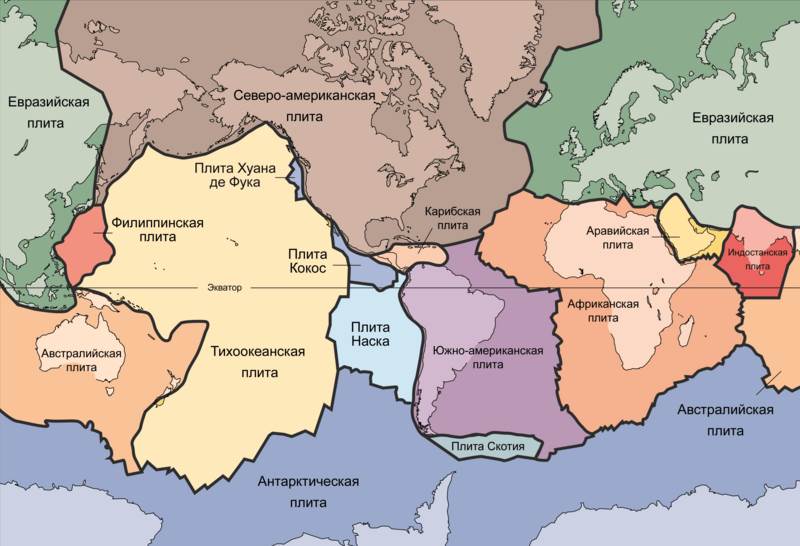 Евразийская
плита
Северо-американская
плита
Евразийская
плита
Плита Хуана
де Фука
Карибская
плита
Филиппинская
плита
Аравийская
плита
Индостанская
плита
Плита
Кокос
Экватор
Африканская
плита
Плита
Наска
Австралийская
плита
Тихоокеанская
плита
Южно-американская
плита
Австралийская
плита
Плита Скотия
Антарктическая
плита